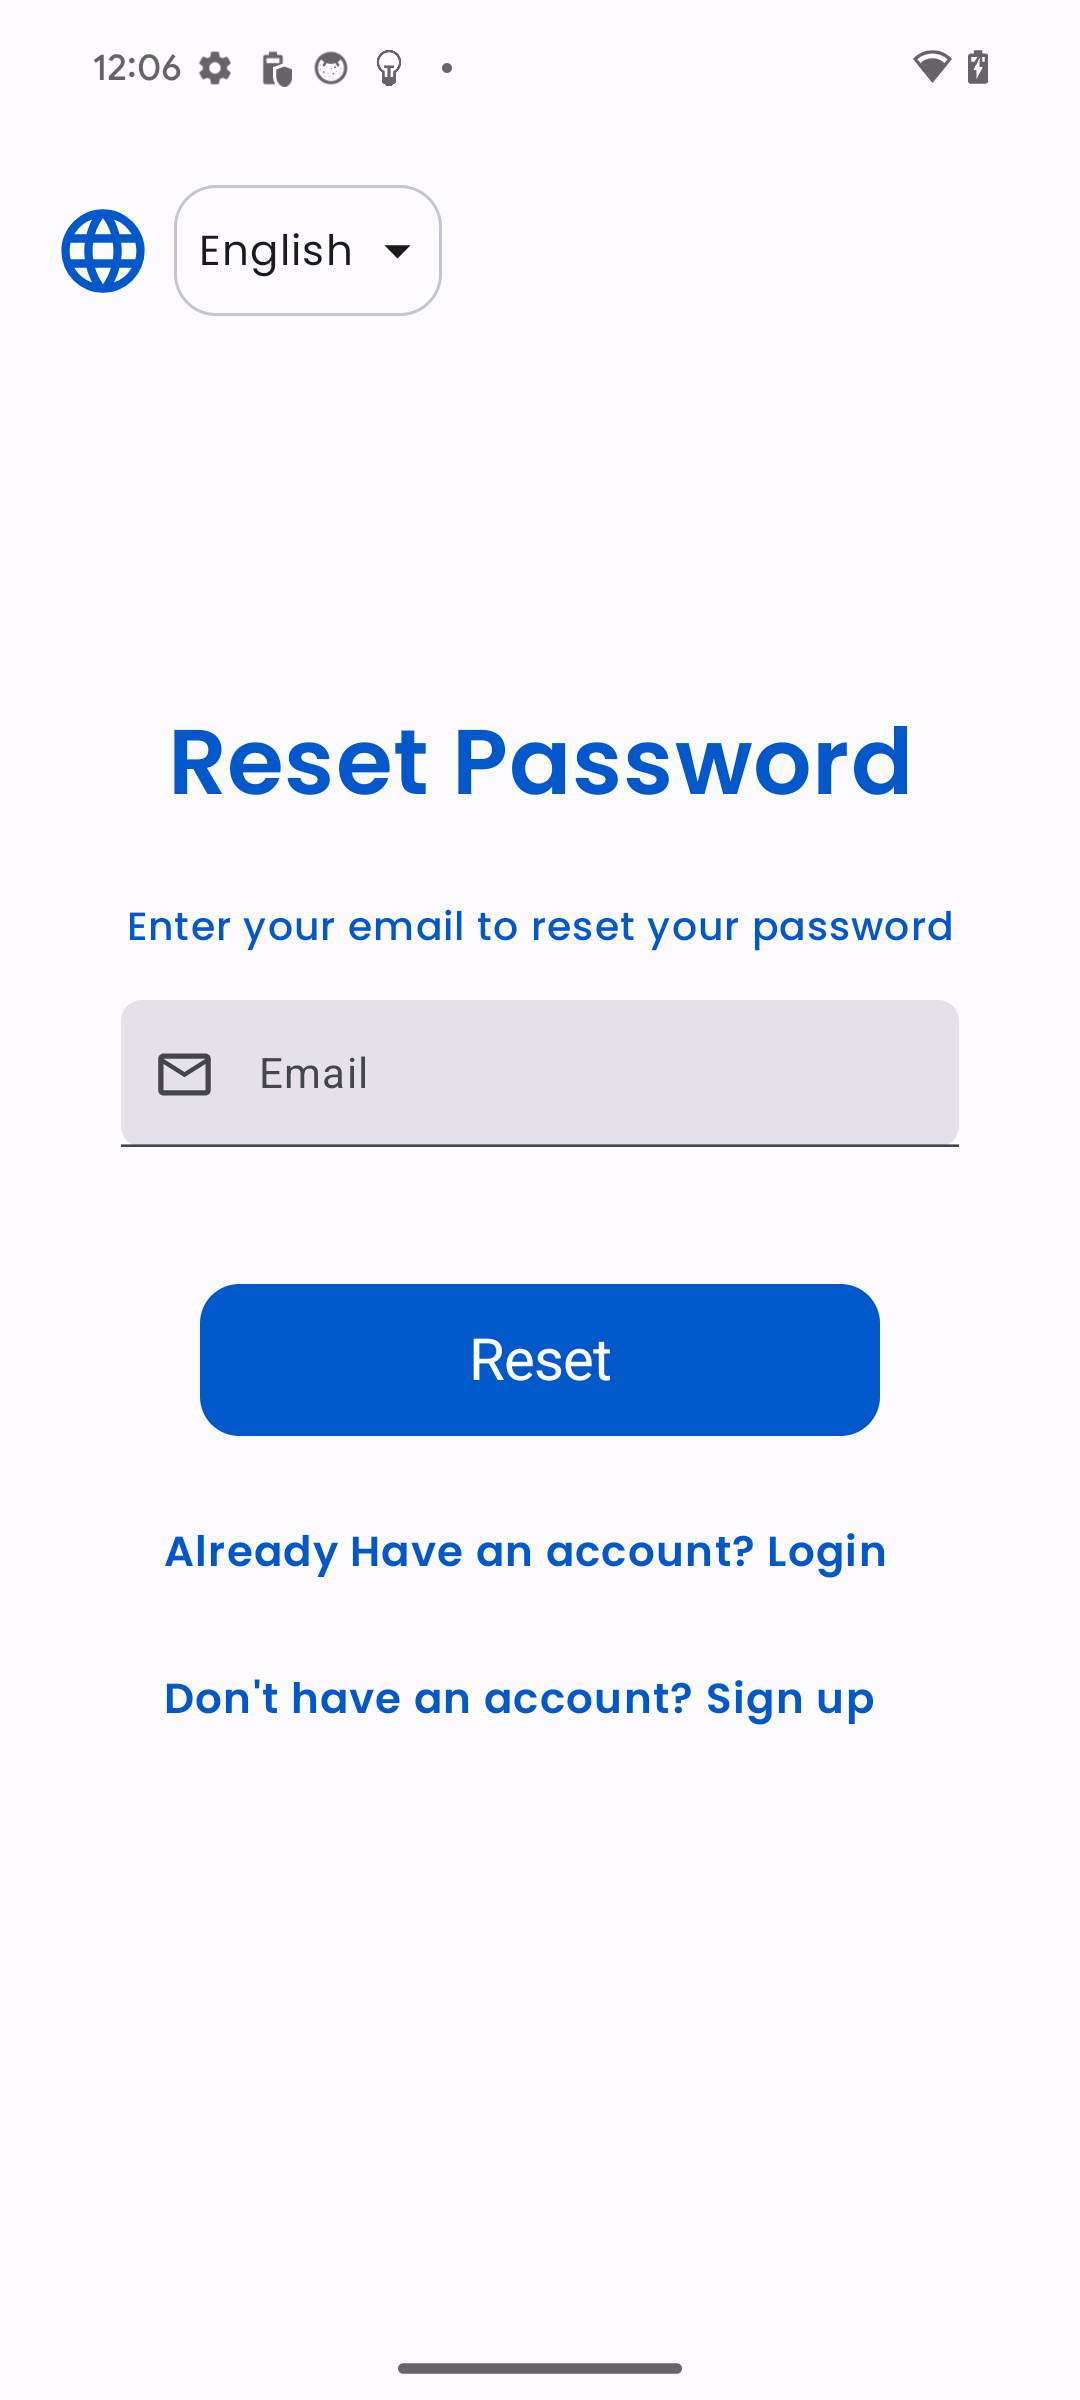 12:06
English
Reset Password
Enter your email to reset your password
Email
Reset
Already Have an account? Login
Don't have an account? Sign up